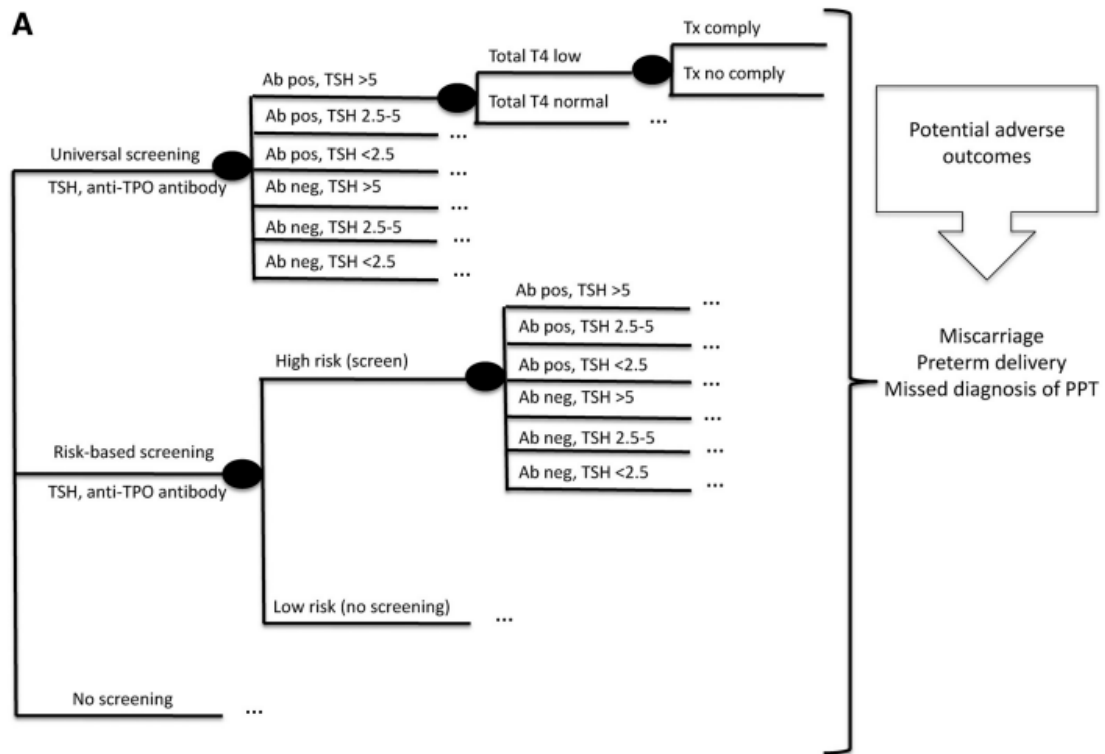 A
Tx comply
Total T4 low
Tx no comply
Ab pos, TSH >5
Total T4 normal
...
Ab pos, TSH 2.5-5
...
Universal screening
Ab pos, TSH <2.5
...
TSH, anti-TPO antibody
Ab neg, TSH >5
...
Ab neg, TSH 2.5-5
...
Ab neg, TSH <2.5
...
Potential adverse
outcomes
Ab pos, TSH >5
...
Ab pos, TSH 2.5-5
...
High risk (screen)
Ab pos, TSH <2.5
...
Ab neg, TSH >5
...
Ab neg, TSH 2.5-5
...
Ab neg, TSH <2.5
...
Miscarriage
Preterm delivery
Missed diagnosis of PPT
Risk-based screening
TSH, anti-TPO antibody
Low risk (no screening)
...
No screening
...